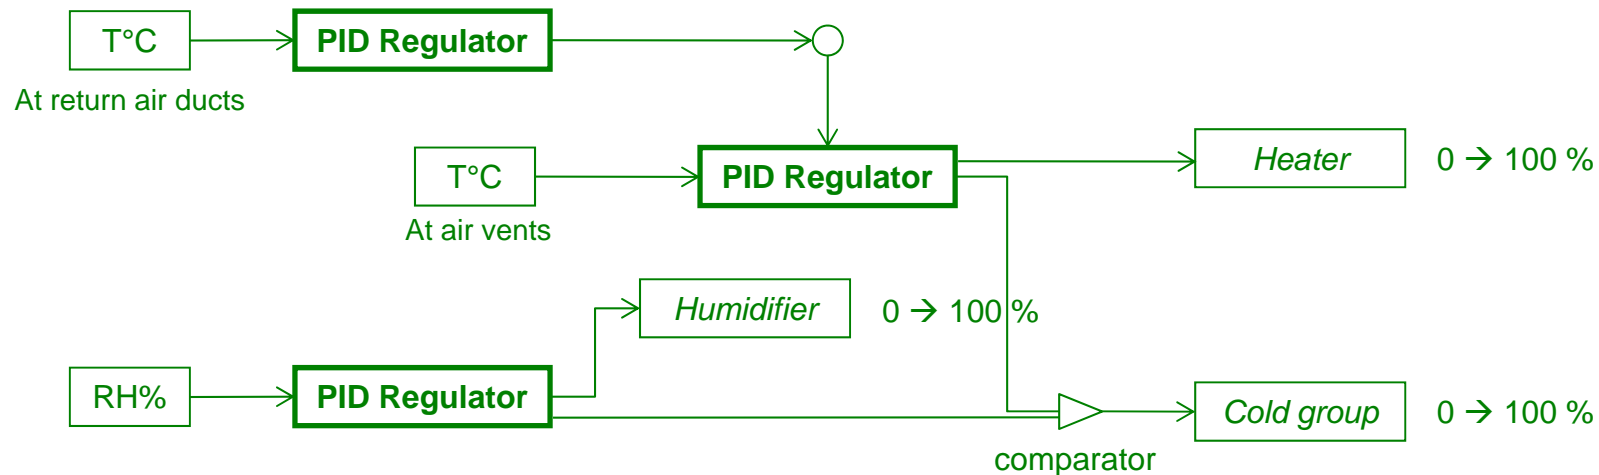 T°C
PID Regulator
At return air ducts
T°C
PID Regulator
Heater
0 → 100 %
At air vents
Humidifier
0 → 100 %
RH%
PID Regulator
Cold group
0 → 100 %
comparator